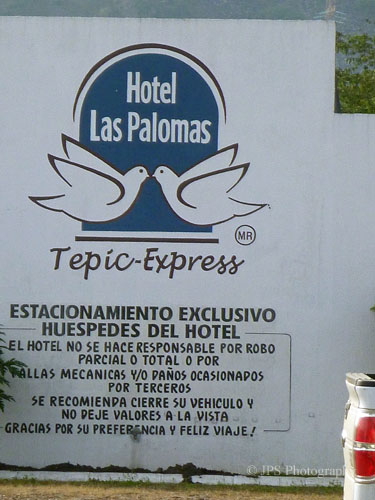 Hotel
Las Palomas
MR
Tepic-Express
ESTACIONAMIENTO EXCLUSIVO
HUESPEDES DEL HOTEL
EL HOTEL NO SE HACE RESPONSABLE POR ROBO
PARCIAL O TOTAL O POR
ALLAS MECANICAS Y/O DAÑOS OCASIONADOS
POR TERCEROS
SE RECOMIENDA CIERRE SU VEHICULO Y
NO DEJE VALORES A LA VISTA
GRACIAS POR SU PREFERENCIA Y FELIZ VIAJE!
© JPS Photograp